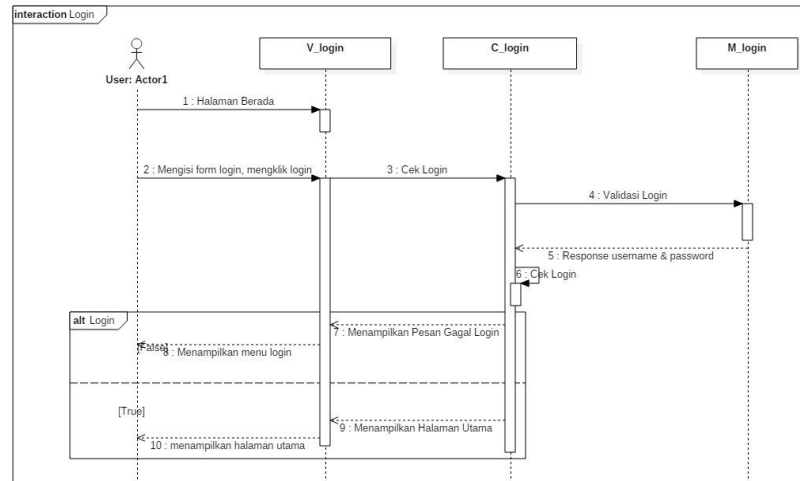 interaction Login
User: Actor1
V_login
C_login
M_login
1 : Halaman Berada
2 : Mengisi form login, mengklik login
3 : Cek Login
4 : Validasi Login
5 : Response username & password
6 : Cek Login
alt Login
7 : Menampilkan Pesan Gagal Login
[False]
8 : Menampilkan menu login
[True]
9 : Menampilkan Halaman Utama
10 : menampilkan halaman utama